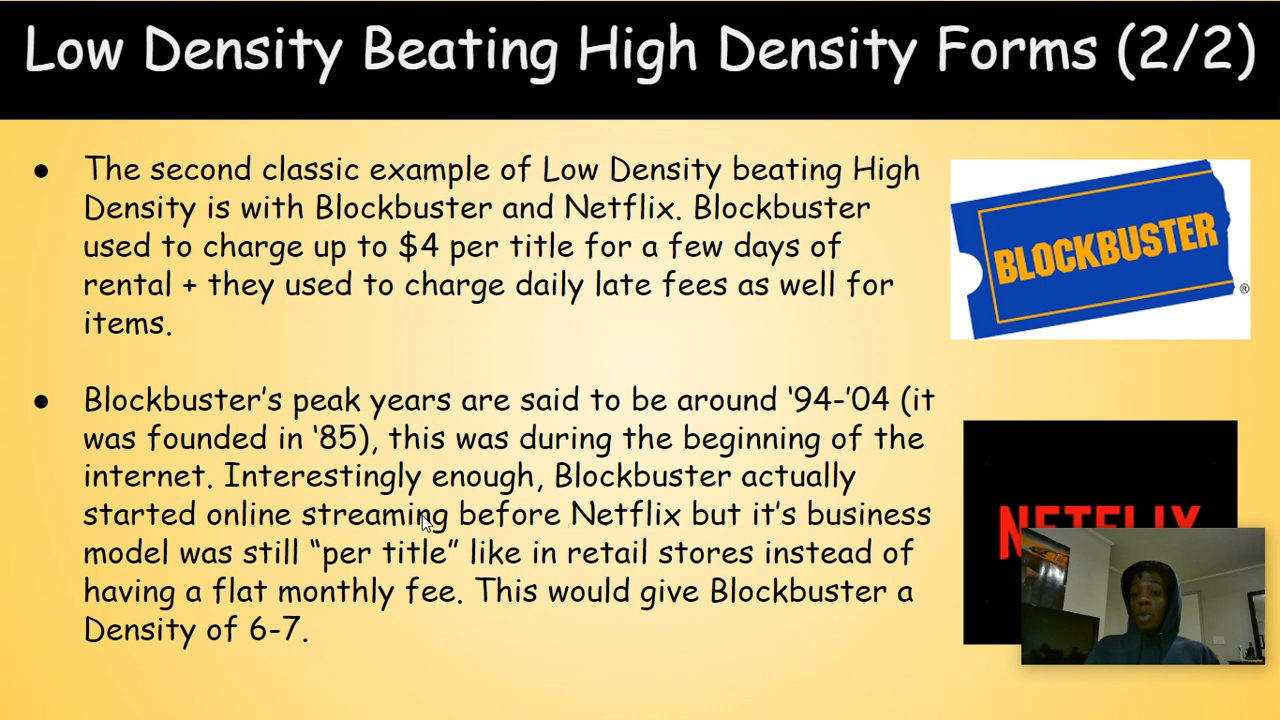 Low Density Beating High Density Forms (2/2)
● The second classic example of Low Density beating High
Density is with Blockbuster and Netflix. Blockbuster
used to charge up to $4 per title for a few days of
rental + they used to charge daily late fees as well for
items.
BLOCKBUSTER
®
● Blockbuster’s peak years are said to be around ‘94-’04 (it
was founded in ‘85), this was during the beginning of the
internet. Interestingly enough, Blockbuster actually
started online streaming before Netflix but it’s business
model was still “per title” like in retail stores instead of
having a flat monthly fee. This would give Blockbuster a
Density of 6-7.
NETFLIX